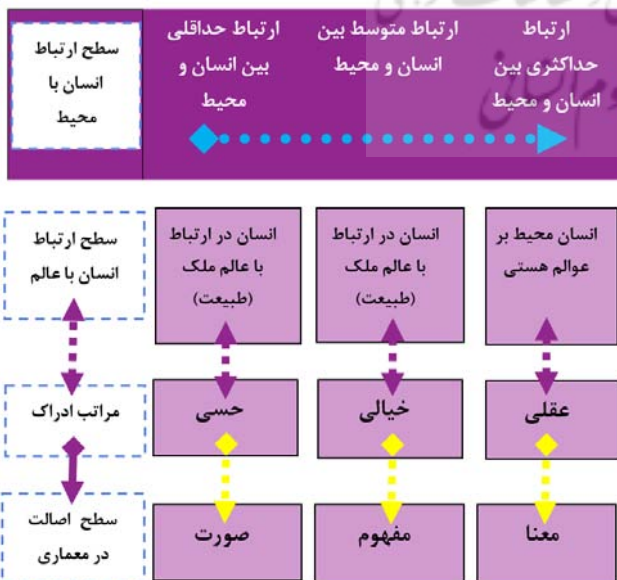 سطح ارتباط
انسان با
محیط
ارتباط حداقلی
بین انسان و
محیط
ارتباط متوسط بین
انسان و محیط
ارتباط
حداکثری بین
انسان و محیط
سطح ارتباط
انسان با عالم
انسان در ارتباط
با عالم ملک
(طبیعت)
انسان در ارتباط
با عالم ملک
(طبیعت)
انسان محیط بر
عوالم هستی
مراتب ادراک
حسی
خیالی
عقلی
سطح اصالت
در معماری
صورت
مفهوم
معنا